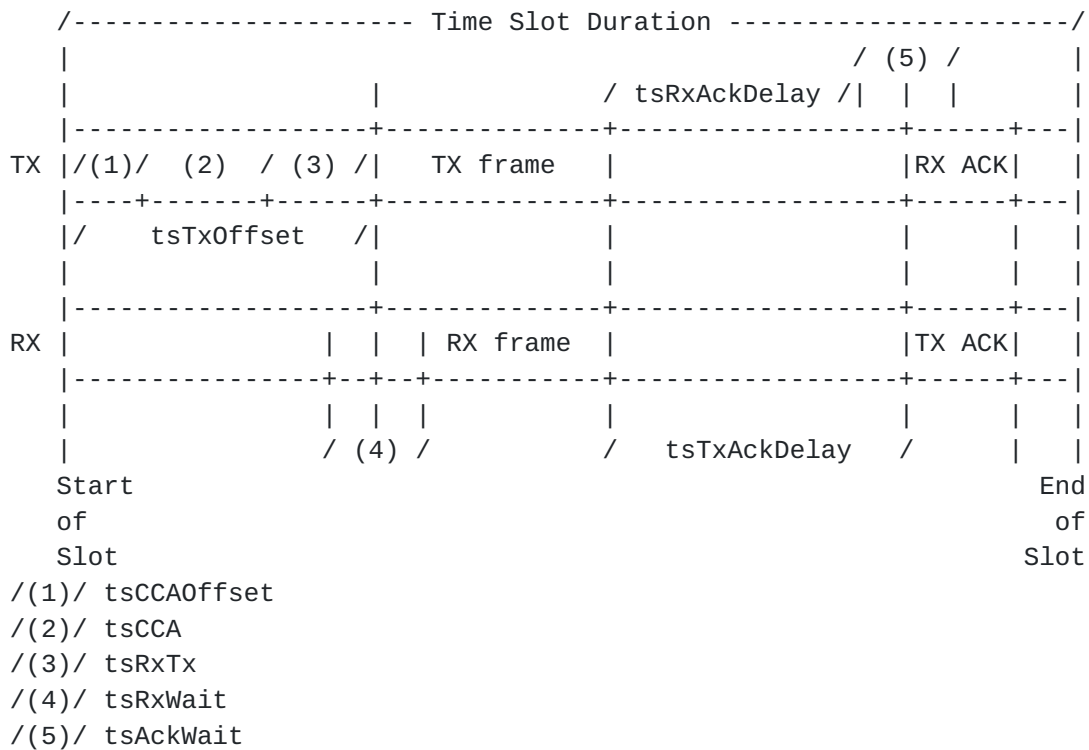 /---------------------- Time Slot Duration ----------------------/
|                                                  / (5) /       |
|                   |              / tsRxAckDelay /|  |  |       |
|-------------------+--------------+------------------+------+---|
TX |/(1)/  (2)  / (3) /|   TX frame   |                  |RX ACK|   |
|----+-------+------+--------------+------------------+------+---|
|/    tsTxOffset   /|              |                  |      |   |
|                   |              |                  |      |   |
|-------------------+--------------+------------------+------+---|
RX |                |  |  | RX frame  |                  |TX ACK|   |
|----------------+--+--+-----------+------------------+------+---|
|                |  |  |           |                  |      |   |
|                / (4) /           /   tsTxAckDelay   /      |   |
Start                                                          End
of                                                              of
Slot                                                          Slot
/(1)/ tsCCAOffset
/(2)/ tsCCA
/(3)/ tsRxTx
/(4)/ tsRxWait
/(5)/ tsAckWait